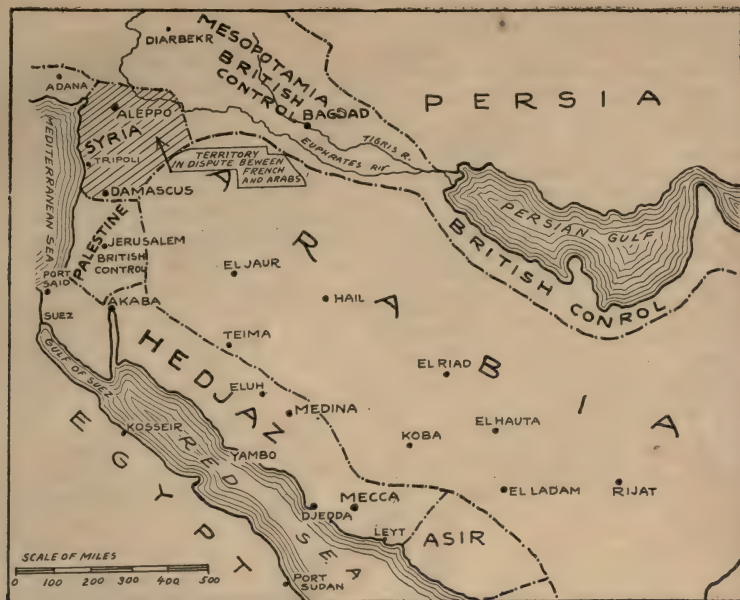 DIARBEKR
MESOPOTAMIA
BRITISH
CONTROL
ADANA
ALEPPO
BAGDAD
PERSIA
SYRIA
TIGRIS R.
EUPHRATES RIV
TRIPOLI
TERRITORY
IN DISPUTE BEWEEN
FRENCH
AND ARABS
MEDITERRANEAN SEA
DAMASCUS
PERSIAN GULF
BRITISH CONROL
PALESTINE
JERUSALEM
BRITISH
CONTROL
EL JAUR
PORT
SAID
AKABA
HAIL
SUEZ
ARABIA
TEIMA
GULF OF SUEZ
HEDJAZ
EL RIAD
ELUH
MEDINA
KOSSEIR
EL HAUTA
KOBA
EGYPT
RED SEA
YAMBO
MECCA
EL LADAM
RIJAT
DJEDDA
LEYT
ASIR
SCALE OF MILES
0 100 200 300 400 500
PORT
SUDAN